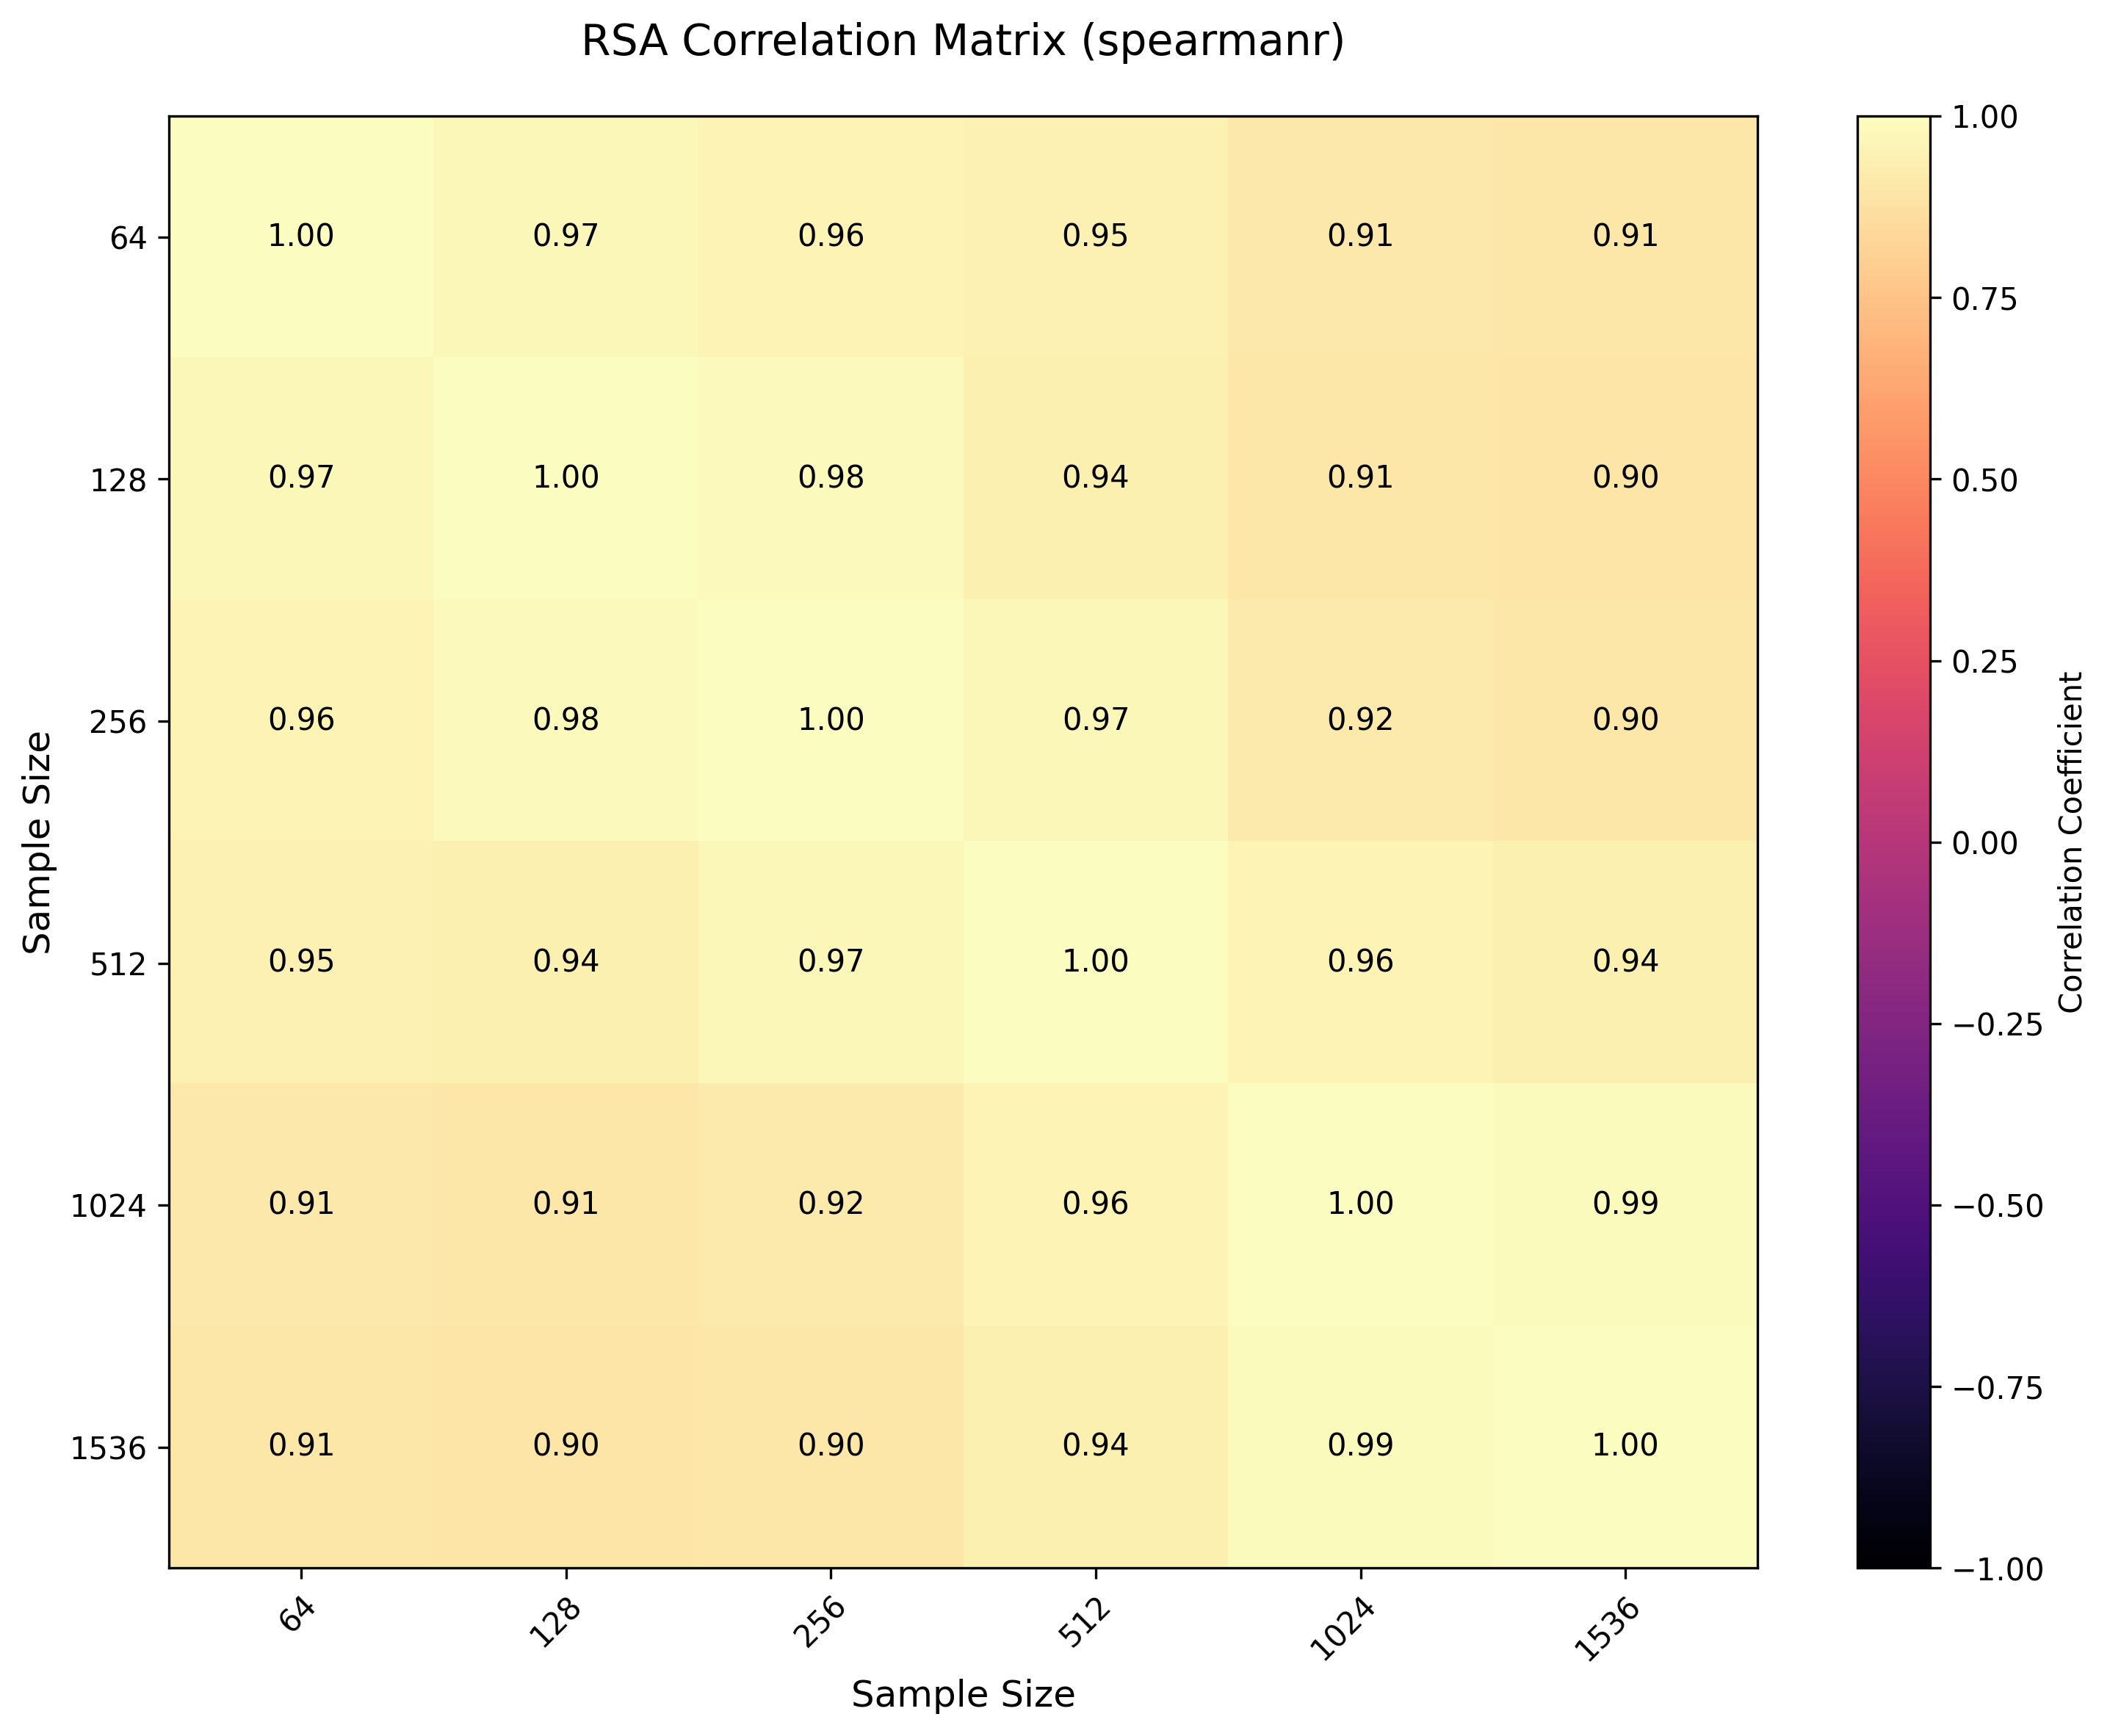 RSA Correlation Matrix (spearmanr)
1.00
64 1.00 0.97 0.96 0.95 0.91 0.91
0.75
128 0.97 1.00 0.98 0.94 0.91 0.90
0.50
0.25
256 0.96 0.98 1.00 0.97 0.92 0.90
Sample Size
0.00
Correlation Coefficient
512 0.95 0.94 0.97 1.00 0.96 0.94
−0.25
1024 0.91 0.91 0.92 0.96 1.00 0.99
−0.50
−0.75
1536 0.91 0.90 0.90 0.94 0.99 1.00
−1.00
64 128 256 512 1024 1536
Sample Size